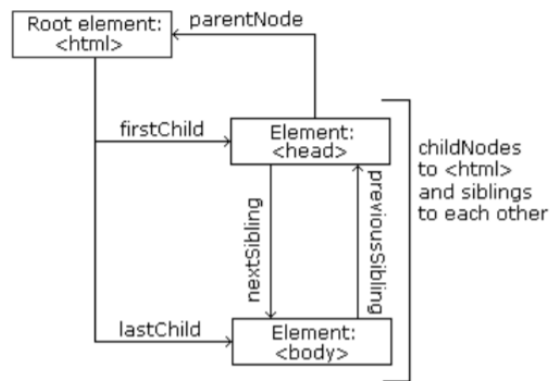 Root element:
<html>
parentNode
firstChild
Element:
<head>
childNodes
to <html>
and siblings
to each other
nextSibling
previousSibling
lastChild
Element:
<body>